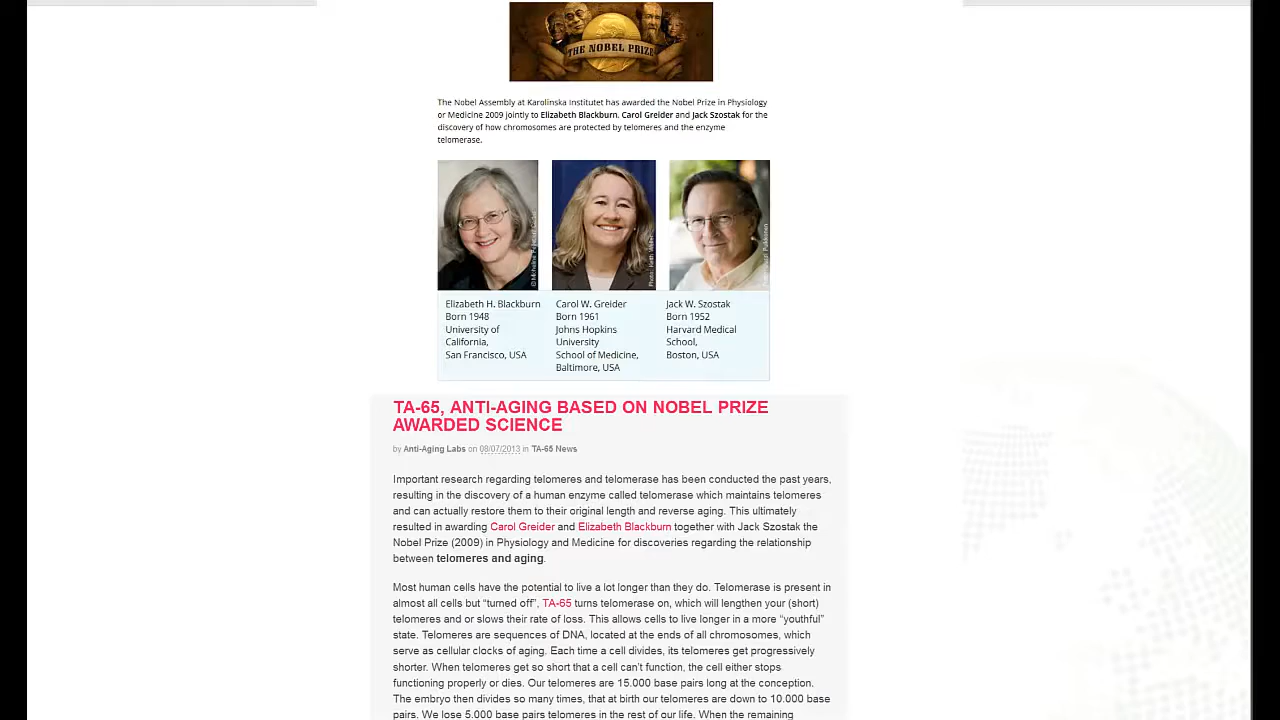 THE NOBEL PRIZE
The Nobel Assembly at Karolinska Institutet has awarded the Nobel Prize in Physiology
or Medicine 2009 jointly to Elizabeth Blackburn, Carol Greider and Jack Szostak for the
discovery of how chromosomes are protected by telomeres and the enzyme
telomerase.
Elizabeth H. Blackburn
Born 1948
University of
California,
San Francisco, USA
Carol W. Greider
Born 1961
Johns Hopkins
University
School of Medicine,
Baltimore, USA
Jack W. Szostak
Born 1952
Harvard Medical
School,
Boston, USA
TA-65, ANTI-AGING BASED ON NOBEL PRIZE
AWARDED SCIENCE
by Anti-Aging Labs on 08/07/2013 in TA-65 News
Important research regarding telomeres and telomerase has been conducted the past years,
resulting in the discovery of a human enzyme called telomerase which maintains telomeres
and can actually restore them to their original length and reverse aging. This ultimately
resulted in awarding Carol Greider and Elizabeth Blackburn together with Jack Szostak the
Nobel Prize (2009) in Physiology and Medicine for discoveries regarding the relationship
between telomeres and aging.
Most human cells have the potential to live a lot longer than they do. Telomerase is present in
almost all cells but “turned off”, TA-65 turns telomerase on, which will lengthen your (short)
telomeres and or slows their rate of loss. This allows cells to live longer in a more “youthful”
state. Telomeres are sequences of DNA, located at the ends of all chromosomes, which
serve as cellular clocks of aging. Each time a cell divides, its telomeres get progressively
shorter. When telomeres get so short that a cell can’t function, the cell either stops
functioning properly or dies. Our telomeres are 15.000 base pairs long at the conception.
The embryo then divides so many times, that at birth our telomeres are down to 10.000 base
pairs. We lose 5.000 base pairs telomeres in the rest of our life. When the remaining